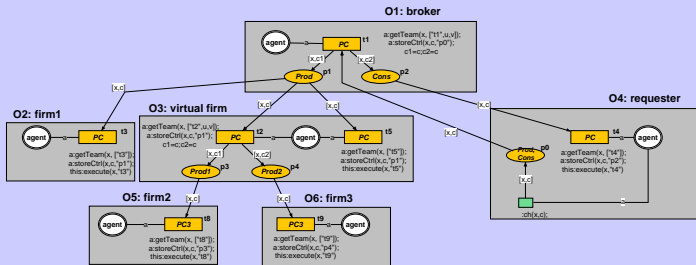 O1: broker
agent
a
PC
t1
a:getTeam(x, ["t1",u,v]);
a:storeCtrl(x,c,"p0");
c1=c;c2=c
[x,c1]
[x,c2]
Prod
p1
Cons
p2
[x,c]
[x,c]
[x,c]
[x,c]
[x,c]
O2: firm1
agent
a
PC
t3
a:getTeam(x, ["t3"]);
a:storeCtrl(x,c,"p1");
this:execute(x,"t3")
O3: virtual firm
a:getTeam(x, ["t2",u,v]);
a:storeCtrl(x,c,"p1");
c1=c;c2=c
PC
t2
a
agent
a
PC
t5
a:getTeam(x, ["t5"]);
a:storeCtrl(x,c,"p1");
this:execute(x,"t5")
[x,c1]
[x,c2]
Prod1
p3
Prod2
p4
[x,c]
[x,c]
O4: requester
PC
t4
a
agent
a:getTeam(x, ["t4"]);
a:storeCtrl(x,c,"p2");
this:execute(x,"t4")
Prod
Cons
p0
[x,c]
:ch(x,c);
O5: firm2
agent
a
PC3
t8
a:getTeam(x, ["t8"]);
a:storeCtrl(x,c,"p3");
this:execute(x,"t8")
O6: firm3
PC3
t9
a
agent
a:getTeam(x, ["t9"]);
a:storeCtrl(x,c,"p4");
this:execute(x,"t9")